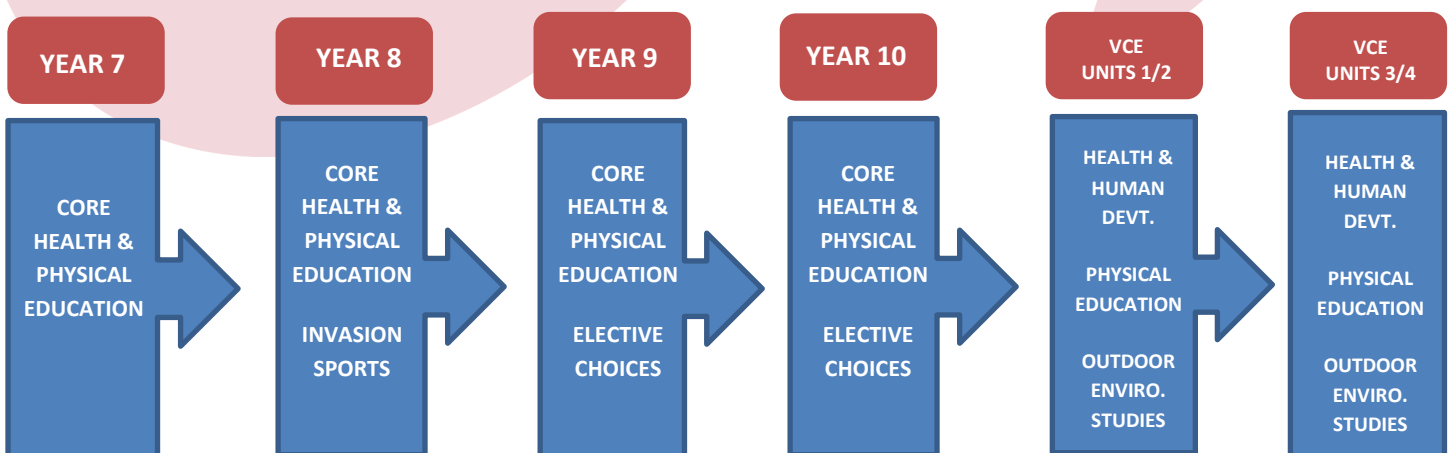 YEAR 7
YEAR 8
YEAR 9
YEAR 10
VCE
UNITS 1/2
VCE
UNITS 3/4
CORE
HEALTH &
PHYSICAL
EDUCATION
CORE
HEALTH &
PHYSICAL
EDUCATION
INVASION
SPORTS
CORE
HEALTH &
PHYSICAL
EDUCATION
ELECTIVE
CHOICES
CORE
HEALTH &
PHYSICAL
EDUCATION
ELECTIVE
CHOICES
HEALTH &
HUMAN
DEVT.
PHYSICAL
EDUCATION
OUTDOOR
ENVIRO.
STUDIES
HEALTH &
HUMAN
DEVT.
PHYSICAL
EDUCATION
OUTDOOR
ENVIRO.
STUDIES